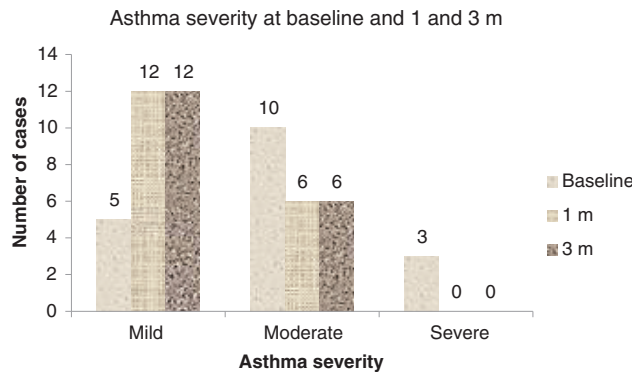 Asthma severity at baseline and 1 and 3 m
14
12
10
8
6
4
2
0
Number of cases
5
12
12
10
6
6
3
0
0
Mild
Moderate
Severe
Asthma severity
Baseline
1 m
3 m